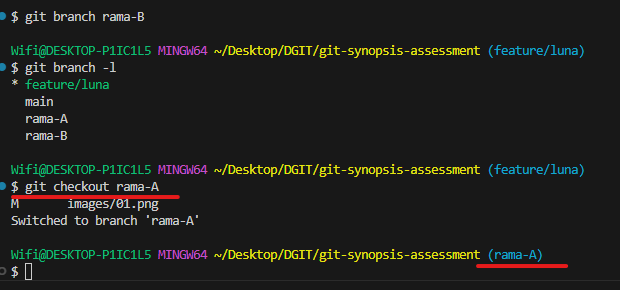 $ git branch rama-B
Wifi@DESKTOP-P1IC1L5 MINGW64 ~/Desktop/DGIT/git-synopsis-assessment (feature/luna)
$ git branch -l
* feature/luna
main
rama-A
rama-B
Wifi@DESKTOP-P1IC1L5 MINGW64 ~/Desktop/DGIT/git-synopsis-assessment (feature/luna)
$ git checkout rama-A
M       images/01.png
Switched to branch 'rama-A'
Wifi@DESKTOP-P1IC1L5 MINGW64 ~/Desktop/DGIT/git-synopsis-assessment (rama-A)
$